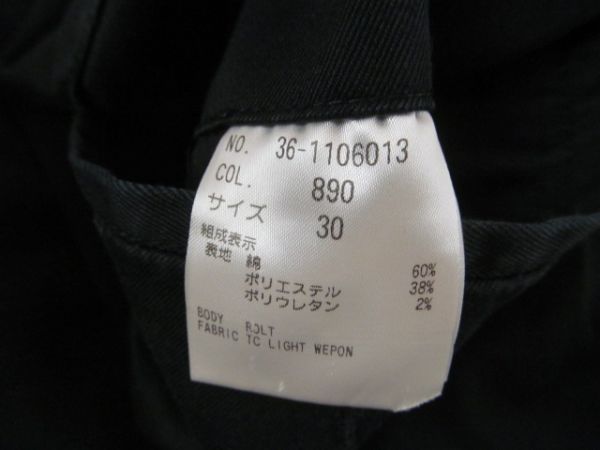 NO. 36-1106013
COL. 890
サイズ 30
組成表示
表地 綿 60%
ポリエステル 38%
ポリウレタン 2%
BODY ROLT
FABRIC TC LIGHT WEPON